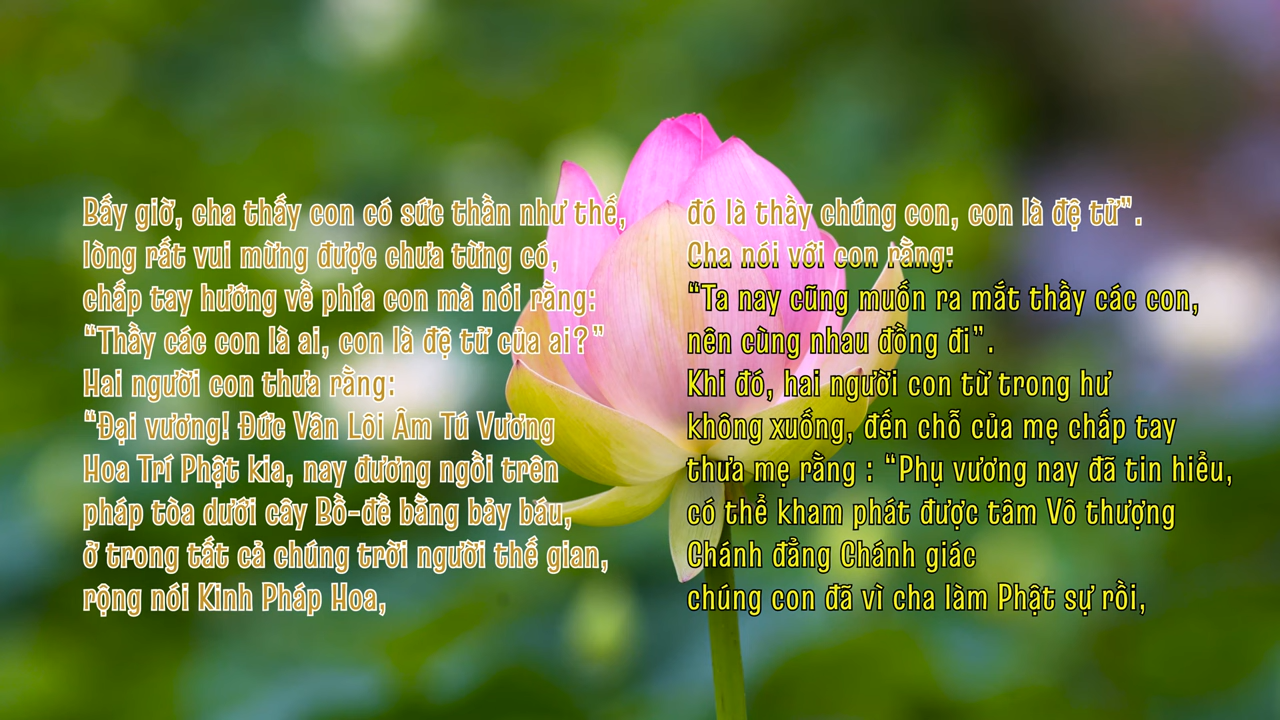 Bấy giờ, cha thấy con có sức thần như thế,
lòng rất vui mừng được chưa từng có,
chấp tay hướng về phía con mà nói rằng:
“Thầy các con là ai, con là đệ tử của ai?”
Hai người con thưa rằng:
“Đại vương! Đức Vân Lôi Âm Tú Vương
Hoa Trí Phật kia, nay đương ngồi trên
pháp tòa dưới cây Bồ-đề bằng bảy báu,
ở trong tất cả chúng trời người thế gian,
rộng nói Kinh Pháp Hoa,
đó là thầy chúng con, con là đệ tử”.
Cha nói với con rằng:
“Ta nay cũng muốn ra mắt thầy các con,
nên cùng nhau đồng đi”.
Khi đó, hai người con từ trong hư
không xuống, đến chỗ của mẹ chấp tay
thưa mẹ rằng : “Phụ vương nay đã tin hiểu,
có thể kham phát được tâm Vô thượng
Chánh đẳng Chánh giác
chúng con đã vì cha làm Phật sự rồi,